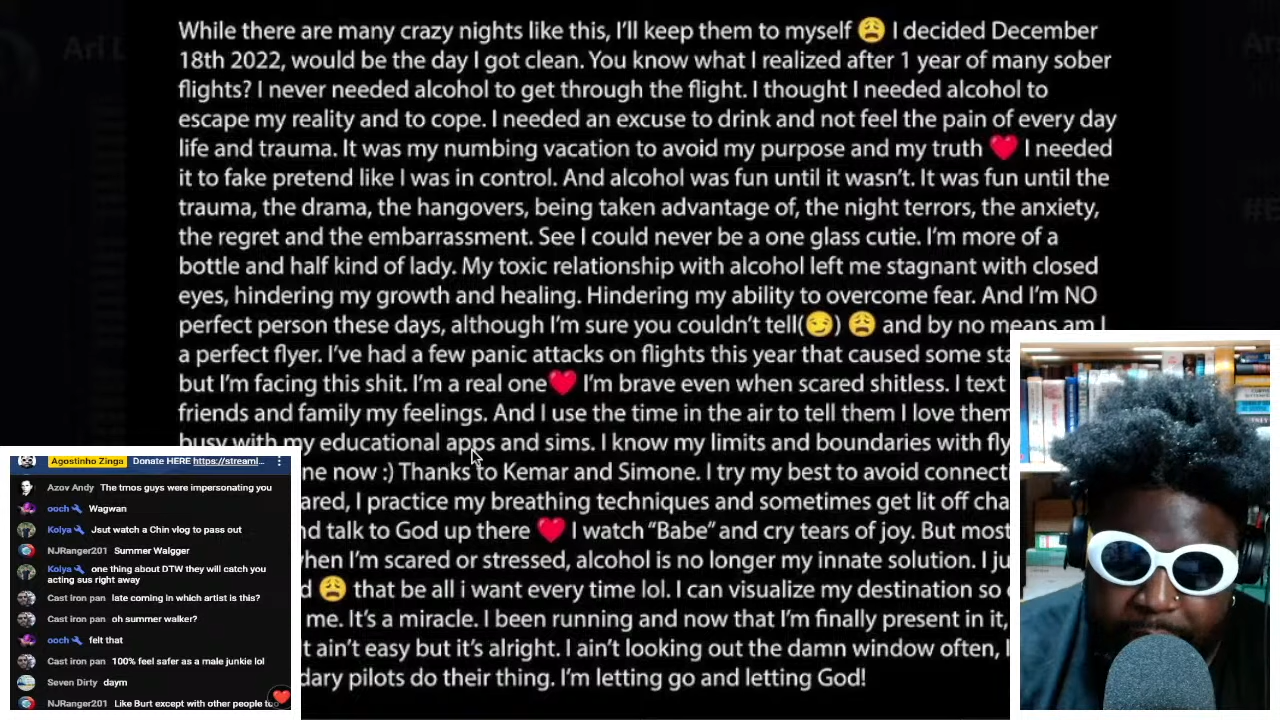 While there are many crazy nights like this, I'll keep them to myself 😩 I decided December
18th 2022, would be the day I got clean. You know what I realized after 1 year of many sober
flights? I never needed alcohol to get through the flight. I thought I needed alcohol to
escape my reality and to cope. I needed an excuse to drink and not feel the pain of every day
life and trauma. It was my numbing vacation to avoid my purpose and my truth ❤️ I needed
it to fake pretend like I was in control. And alcohol was fun until it wasn't. It was fun until the
trauma, the drama, the hangovers, being taken advantage of, the night terrors, the anxiety,
the regret and the embarrassment. See I could never be a one glass cutie. I'm more of a
bottle and half kind of lady. My toxic relationship with alcohol left me stagnant with closed
eyes, hindering my growth and healing. Hindering my ability to overcome fear. And I'm NO
perfect person these days, although I'm sure you couldn't tell(😏) 😩 and by no means am I
a perfect flyer. I've had a few panic attacks on flights this year that caused some
but I'm facing this shit. I'm a real one❤️ I'm brave even when scared shitless. I text
friends and family my feelings. And I use the time in the air to tell them I love them
busy with my educational apps and sims. I know my limits and boundaries with
now :) Thanks to Kemar and Simone. I try my best to avoid
I practice my breathing techniques and sometimes get lit off
talk to God up there ❤️ I watch "Babe" and cry tears of joy. But most
when I'm scared or stressed, alcohol is no longer my innate solution. I
😩 that be all i want every time lol. I can visualize my destination so
me. It's a miracle. I been running and now that I'm finally present in it,
ain't easy but it's alright. I ain't looking out the damn window often, I
pilots do their thing. I'm letting go and letting God!
Agostinho Zinga Donate HERE https://streaml...
Azov Andy The tmos guys were impersonating you
ooch Wagwan
Kolya Jsut watch a Chin vlog to pass out
NJRanger201 Summer Walgger
Kolya one thing about DTW they will catch you
acting sus right away
Cast iron pan late coming in which artist is this?
Cast iron pan oh summer walker?
ooch felt that
Cast iron pan 100% feel safer as a male junkie lol
Seven Dirty daym
NJRanger201 Like Burt except with other people